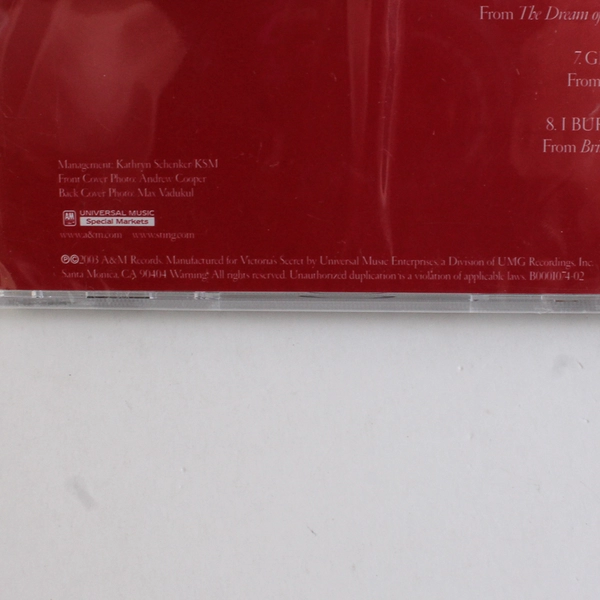 From The Dream of
7. G
From
8. I BUR
From Bri
Management: Kathryn Schenker-KSM
Front Cover Photo: Andrew Cooper
Back Cover Photo: Max Vadukul
AM
UNIVERSAL MUSIC
Special Markets
www.a&m.com www.sting.com
℗©2003 A&M Records. Manufactured for Victoria's Secret by Universal Music Enterprises, a Division of UMG Recordings, Inc.
Santa Monica, CA 90404 Warning: All rights reserved. Unauthorized duplication is a violation of applicable laws. B0001074-02